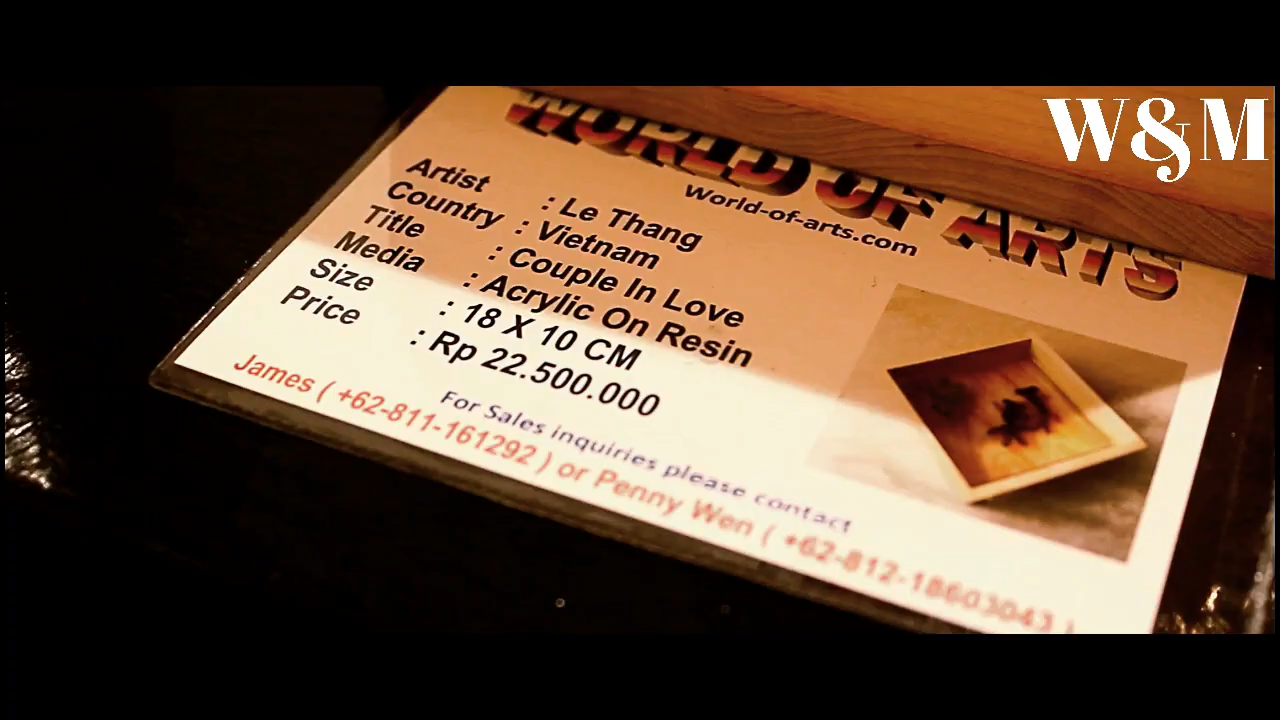 W&M
WORLD OF ARTS
World-of-arts.com
Artist : Le Thang
Country : Vietnam
Title : Couple In Love
Media : Acrylic On Resin
Size : 18 X 10 CM
Price : Rp 22.500.000
For Sales inquiries please contact
James ( +62-811-161292 ) or Penny Wen ( +62-812-18603043 )